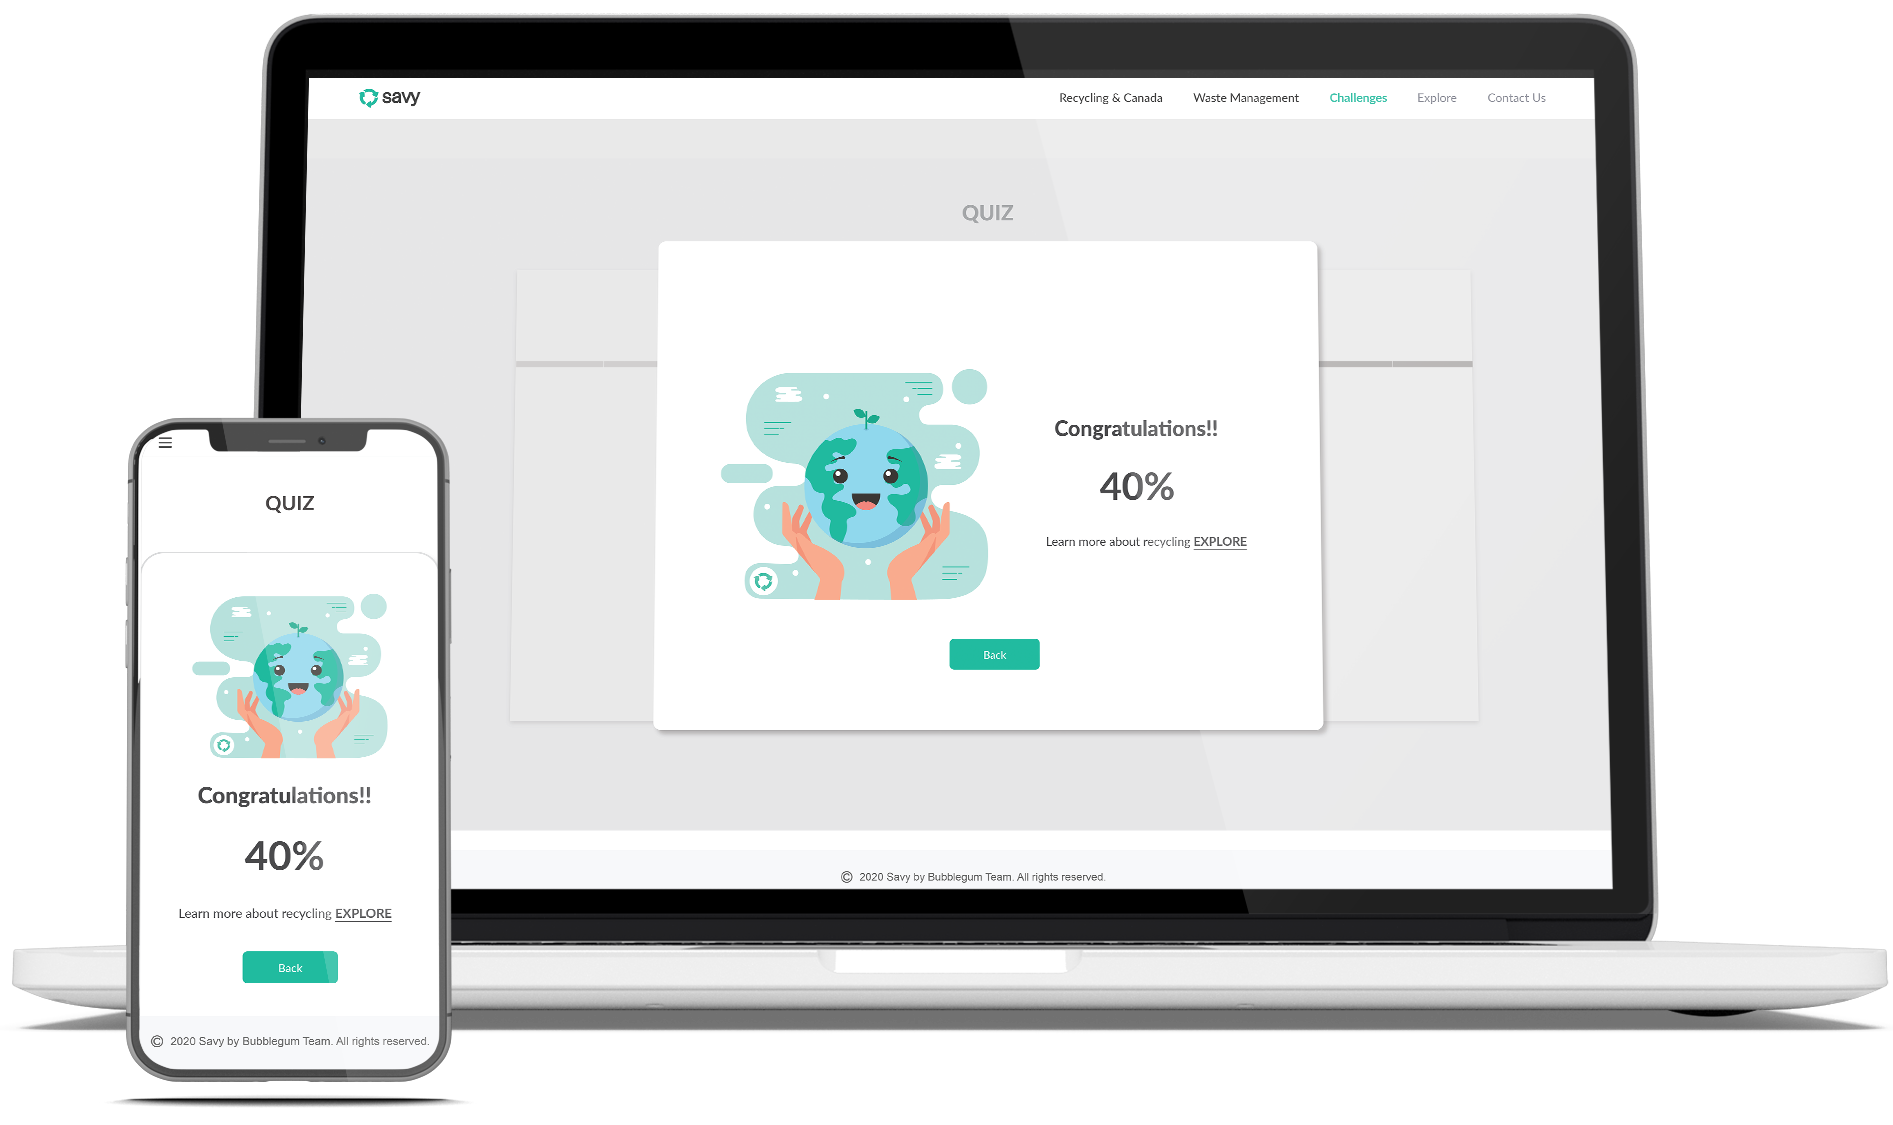 savy
Recycling & Canada Waste Management Challenges Explore Contact Us
QUIZ
Congratulations!!
40%
Learn more about recycling EXPLORE
Back
© 2020 Savy by Bubblegum Team. All rights reserved.
QUIZ
Congratulations!!
40%
Learn more about recycling EXPLORE
Back
© 2020 Savy by Bubblegum Team. All rights reserved.